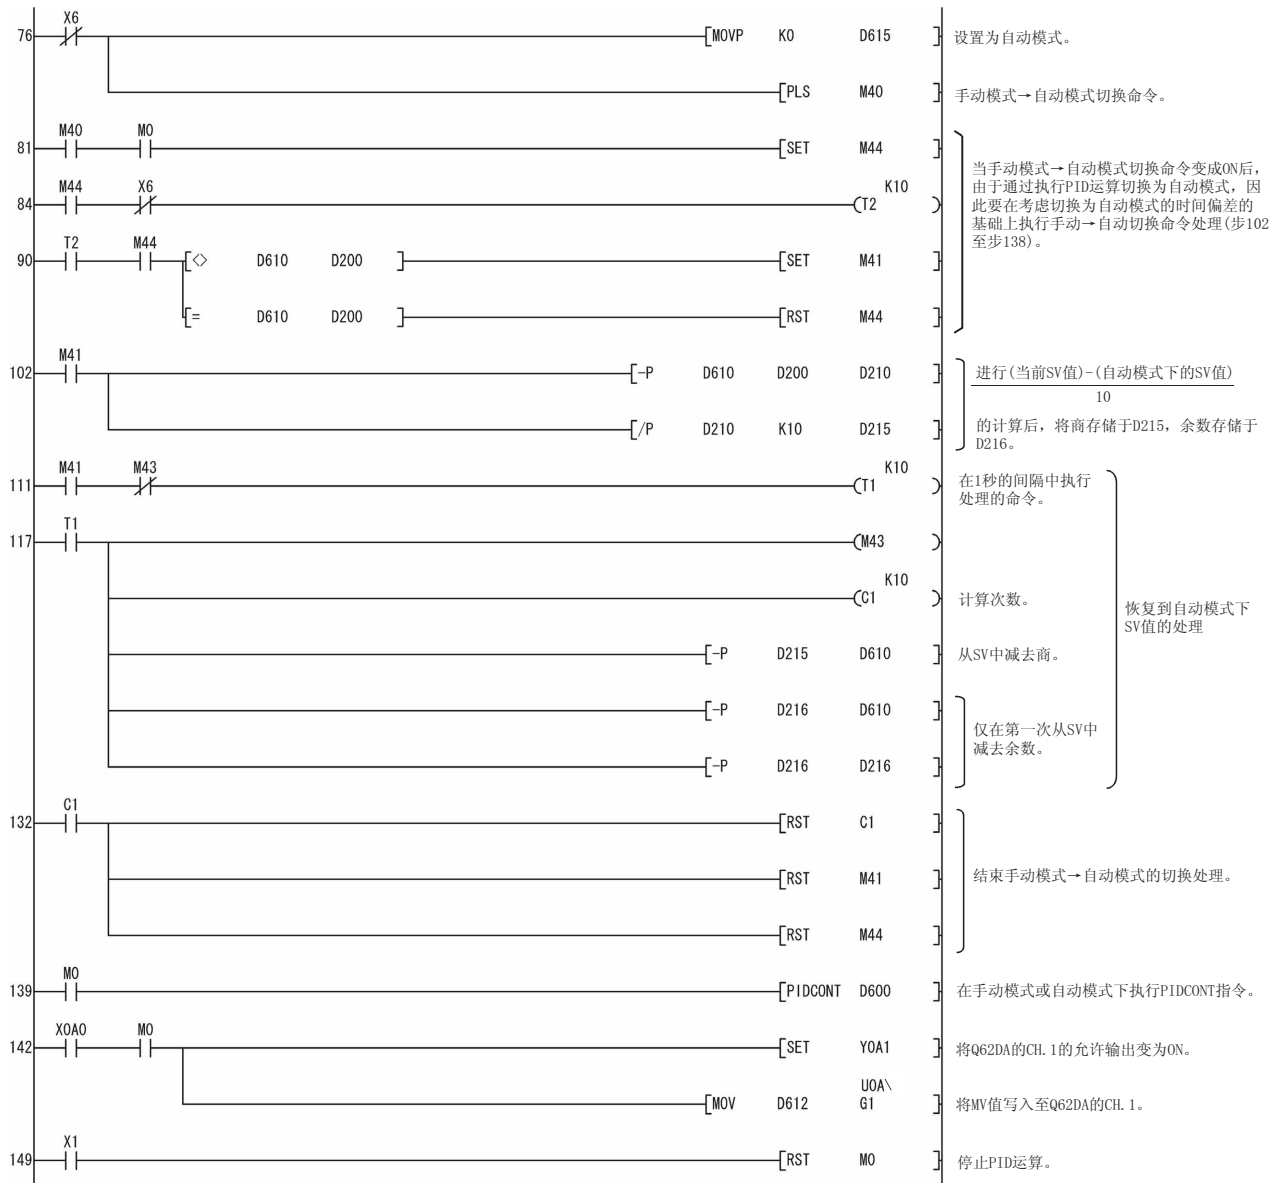 X6
76 MOVP K0 D615 设置为自动模式。
PLS M40 手动模式→自动模式切换命令。
M40 M0
81 SET M44
当手动模式→自动模式切换命令变成ON后，
由于通过执行PID运算切换为自动模式，因
此要在考虑切换为自动模式的时间偏差的
基础上执行手动→自动切换命令处理(步102
至步138)。
M44 X6 K10
84 T2
T2 M44
90 <> D610 D200 SET M41
= D610 D200 RST M44
M41
102 -P D610 D200 D210
进行(当前SV值)-(自动模式下的SV值)
10
/P D210 K10 D215
的计算后，将商存储于D215，余数存储于
D216。
M41 M43 K10
111 T1
在1秒的间隔中执行
处理的命令。
T1
117 M43
K10
C1 计算次数。
恢复到自动模式下
SV值的处理
-P D215 D610 从SV中减去商。
-P D216 D610
仅在第一次从SV中
减去余数。
-P D216 D216
C1
132 RST C1
RST M41 结束手动模式→自动模式的切换处理。
RST M44
M0
139 PIDCONT D600 在手动模式或自动模式下执行PIDCONT指令。
X0A0 M0
142 SET Y0A1 将Q62DA的CH.1的允许输出变为ON。
U0A\
MOV D612 G1 将MV值写入至Q62DA的CH.1。
X1
149 RST M0 停止PID运算。